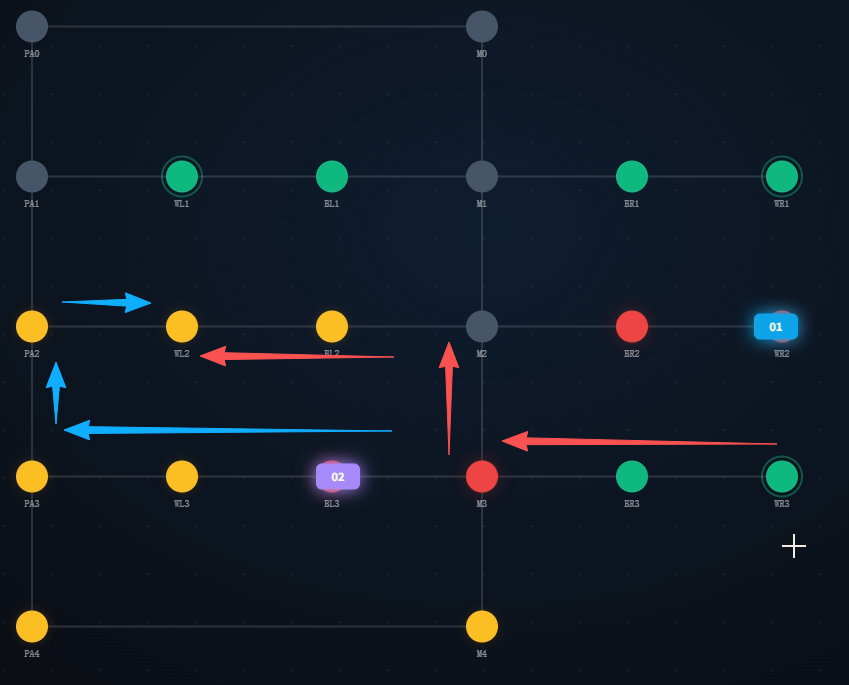 PA0 M0
PA1 WL1 BL1 M1 BR1 WR1
01
PA2 WL2 BL2 M2 BR2 WR2
02
PA3 WL3 BL3 M3 BR3 WR3
PA4 M4